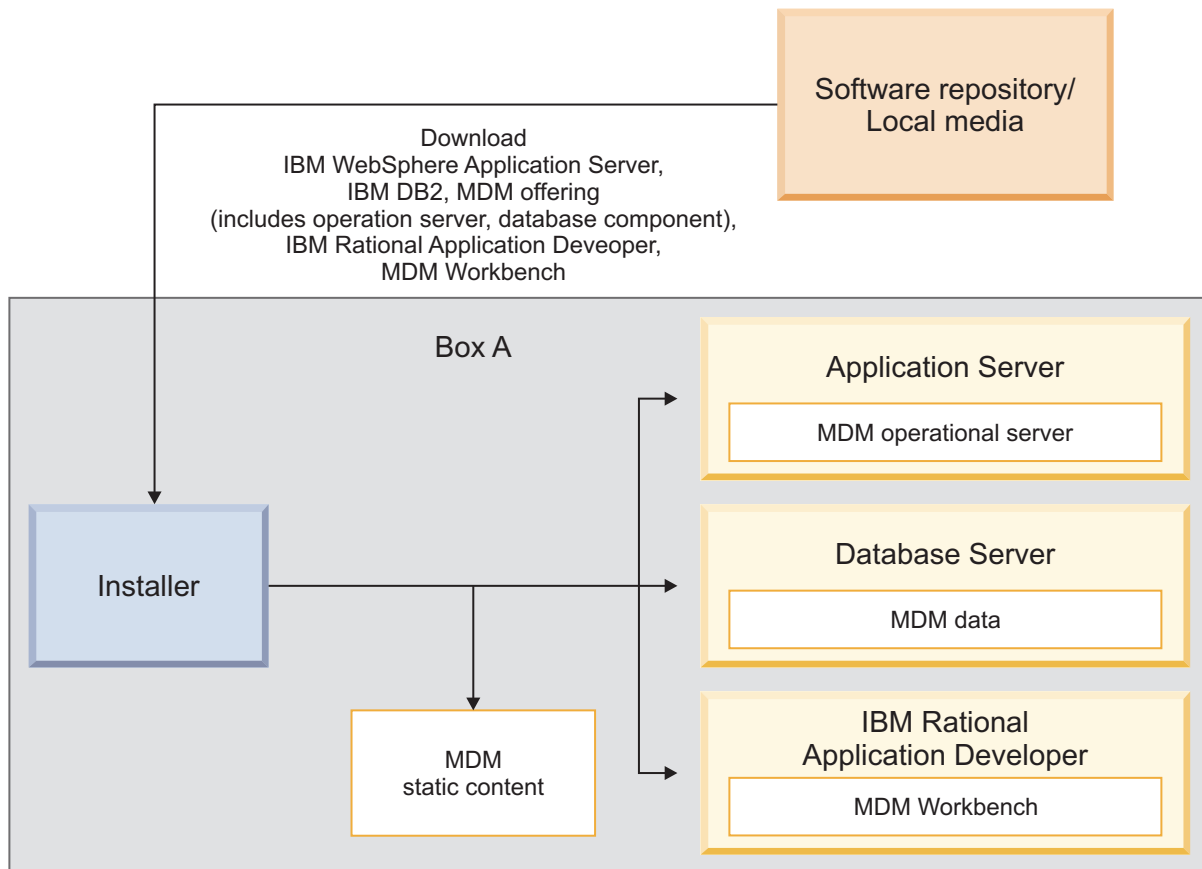 Software repository/
Local media
Download
IBM WebSphere Application Server,
IBM DB2, MDM offering
(includes operation server, database component),
IBM Rational Application Deveoper,
MDM Workbench
Box A
Application Server
MDM operational server
Installer
Database Server
MDM data
MDM
static content
IBM Rational
Application Developer
MDM Workbench